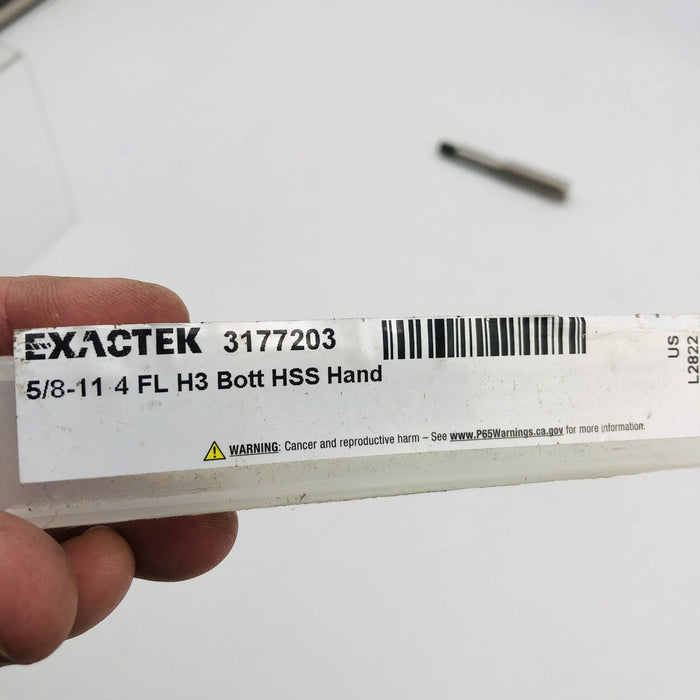 EXACTEK 3177203
5/8-11 4 FL H3 Bott HSS Hand
WARNING: Cancer and reproductive harm – See www.P65Warnings.ca.gov for more information.
US
L2822